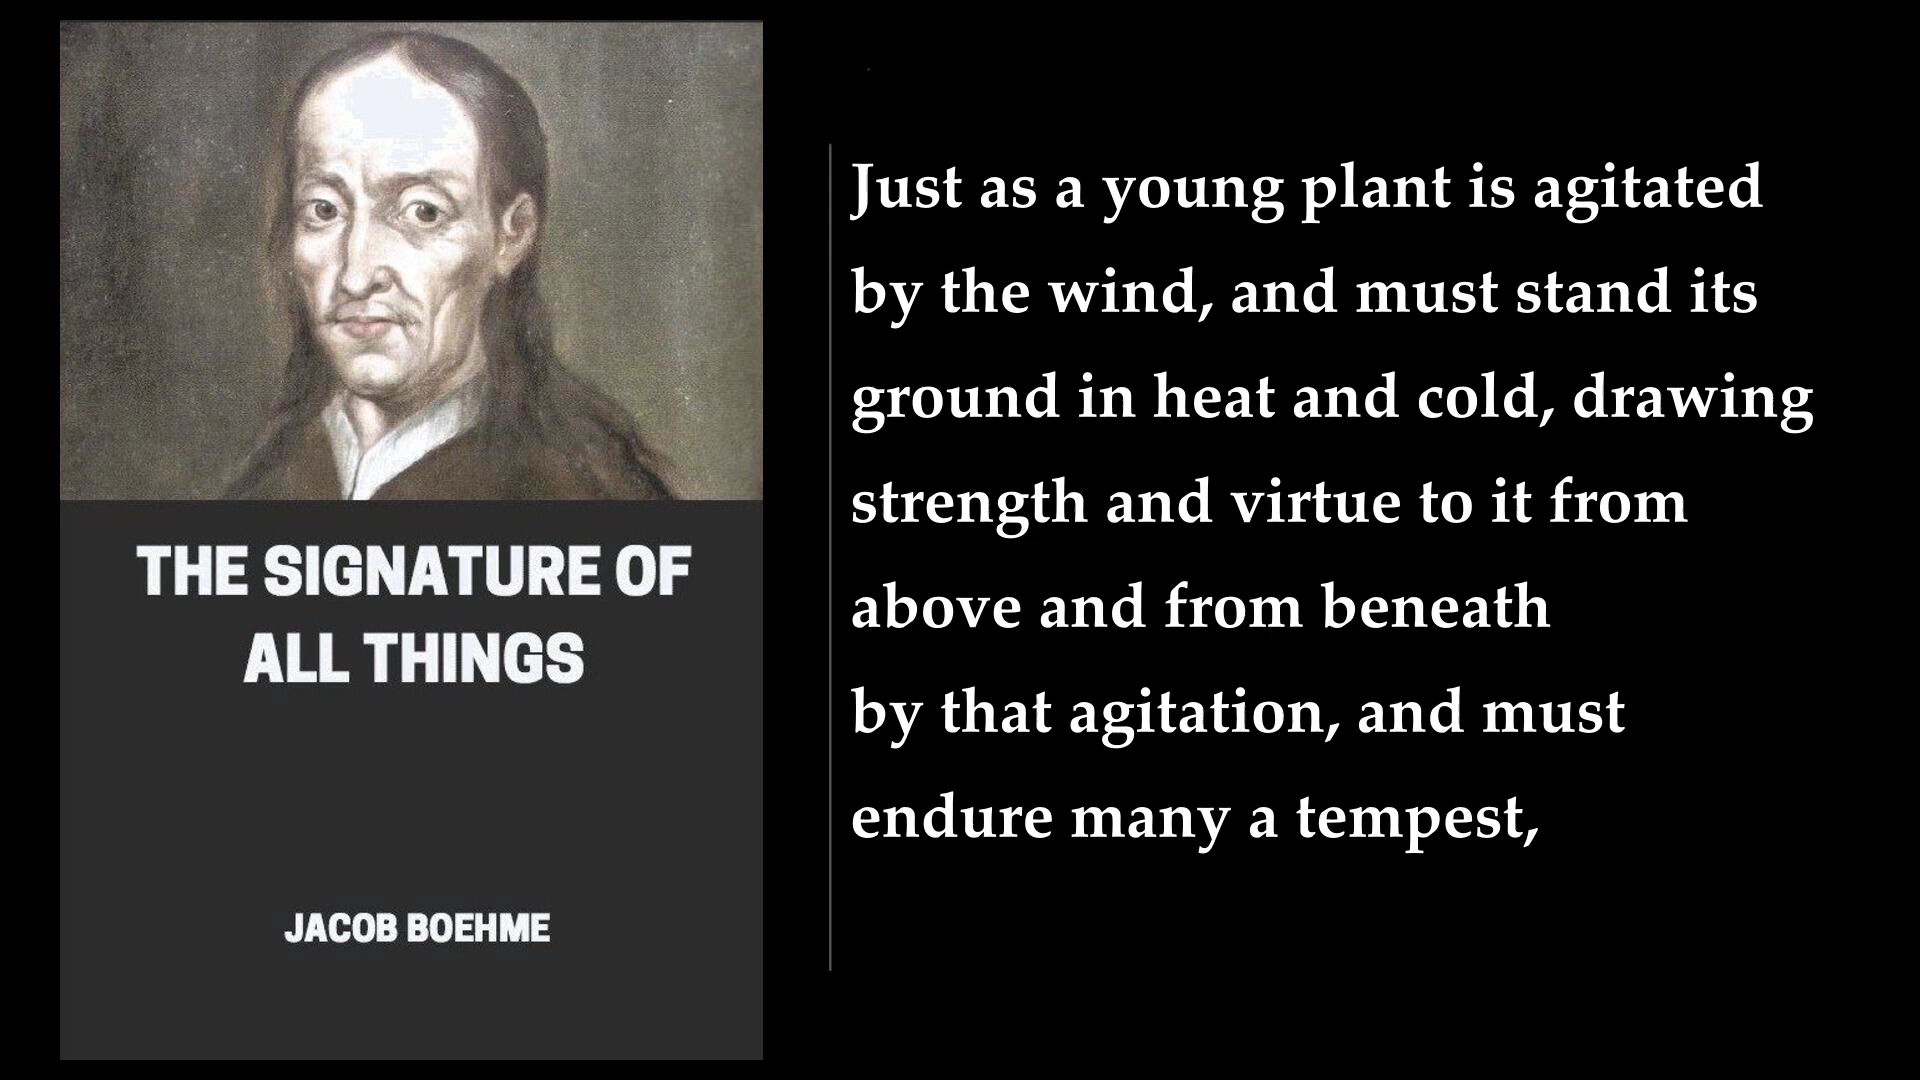 THE SIGNATURE OF
ALL THINGS
JACOB BOEHME
Just as a young plant is agitated
by the wind, and must stand its
ground in heat and cold, drawing
strength and virtue to it from
above and from beneath
by that agitation, and must
endure many a tempest,